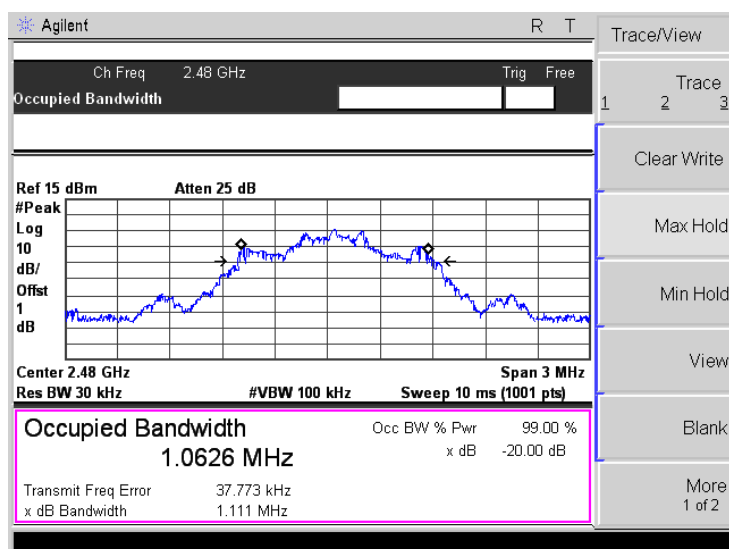 Agilent R T
Ch Freq 2.48 GHz Trig Free
Occupied Bandwidth
Ref 15 dBm Atten 25 dB
#Peak
Log
10
dB/
Offst
1
dB
Center 2.48 GHz Span 3 MHz
Res BW 30 kHz #VBW 100 kHz Sweep 10 ms (1001 pts)
Occupied Bandwidth Occ BW % Pwr 99.00 %
1.0626 MHz x dB -20.00 dB
Transmit Freq Error 37.773 kHz
x dB Bandwidth 1.111 MHz
Trace/View
Trace
1 2 3
Clear Write
Max Hold
Min Hold
View
Blank
More
1 of 2